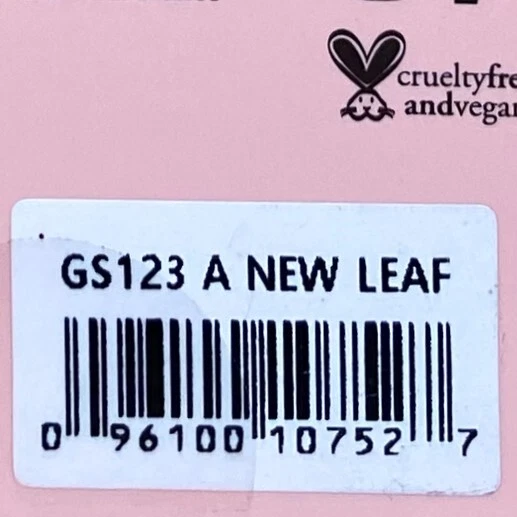 crueltyfre
andvegan
GS123 A NEW LEAF
0 96100 10752 7